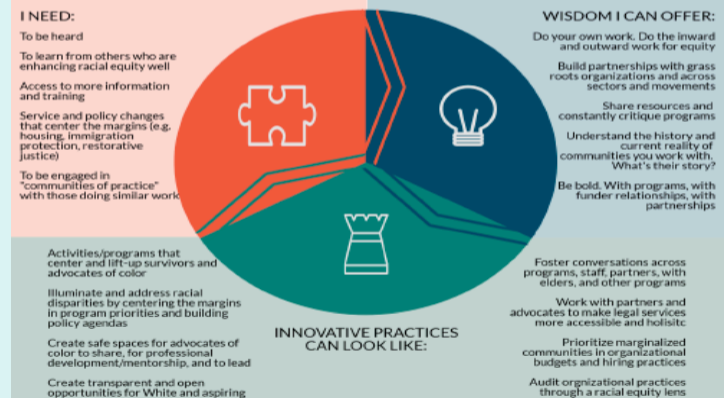 I NEED:
To be heard
To learn from others who are
enhancing racial equity well
Access to more information
and training
Service and policy changes
that center the margins (e.g.
housing, immigration
protection, restorative
justice)
To be engaged in
"communities of practice"
with those doing similar work
WISDOM I CAN OFFER:
Do your own work. Do the inward
and outward work for equity
Build partnerships with grass
roots organizations and across
sectors and movements
Share resources and
constantly critique programs
Understand the history and
current reality of
communities you work with.
What's their story?
Be bold. With programs, with
funder relationships, with
partnerships
INNOVATIVE PRACTICES
CAN LOOK LIKE:
Activities/programs that
center and lift-up survivors and
advocates of color
Illuminate and address racial
disparities by centering the margins
in program priorities and building
policy agendas
Create safe spaces for advocates of
color to share, for professional
development/mentorship, and to lead
Create transparent and open
opportunities for White and aspiring
Foster conversations across
programs, staff, partners, with
elders, and other programs
Work with partners and
advocates to make legal services
more accessible and holisitc
Prioritize marginalized
communities in organizational
budgets and hiring practices
Audit orgnizational practices
through a racial equity lens